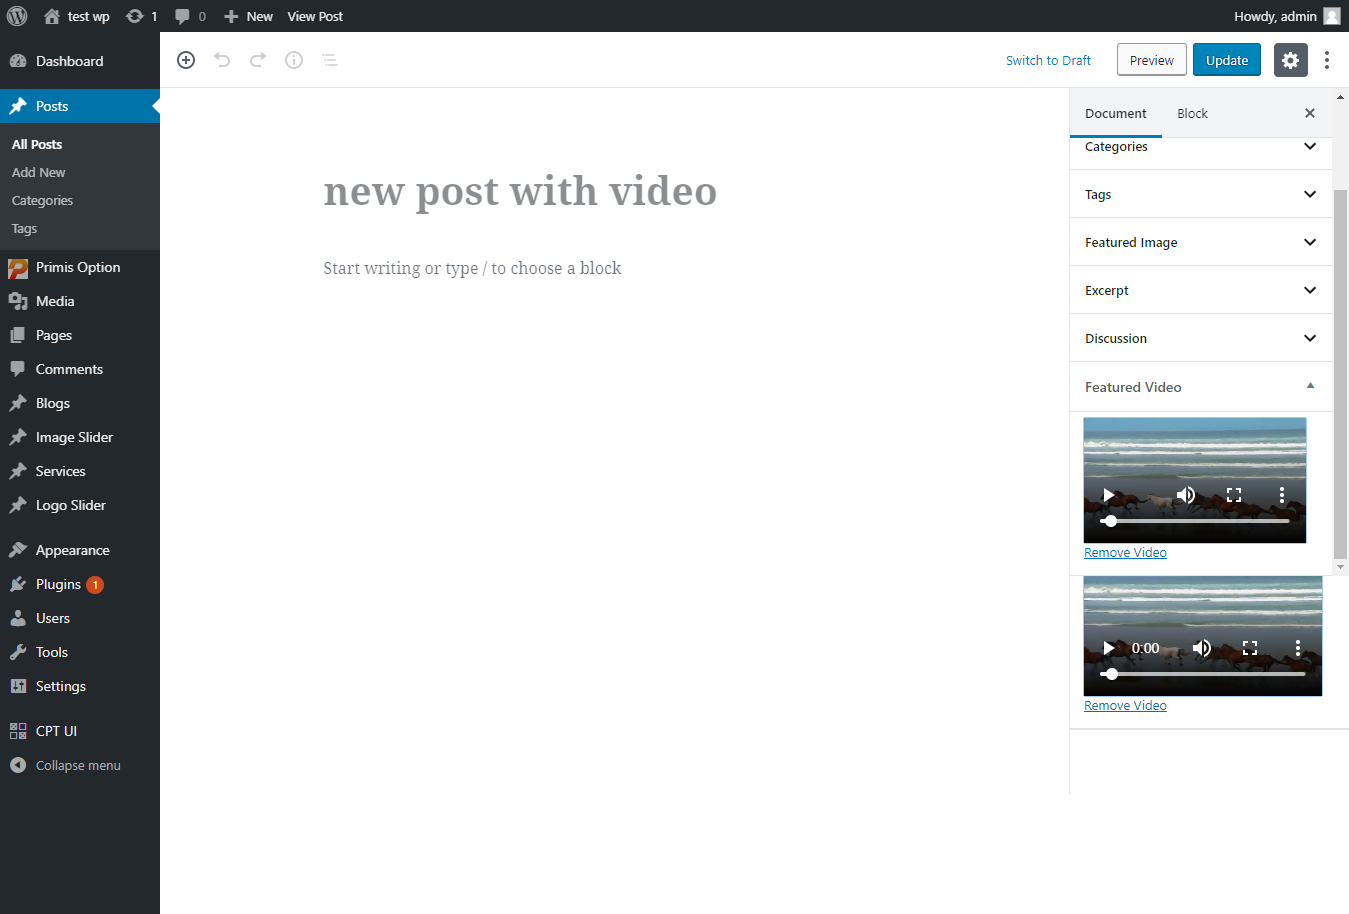 test wp 1 0 New View Post Howdy, admin
Dashboard
Posts
All Posts
Add New
Categories
Tags
Primis Option
Media
Pages
Comments
Blogs
Image Slider
Services
Logo Slider
Appearance
Plugins 1
Users
Tools
Settings
CPT UI
Collapse menu
Switch to Draft Preview Update
new post with video
Start writing or type / to choose a block
Document Block
Categories
Tags
Featured Image
Excerpt
Discussion
Featured Video
Remove Video
0:00
Remove Video